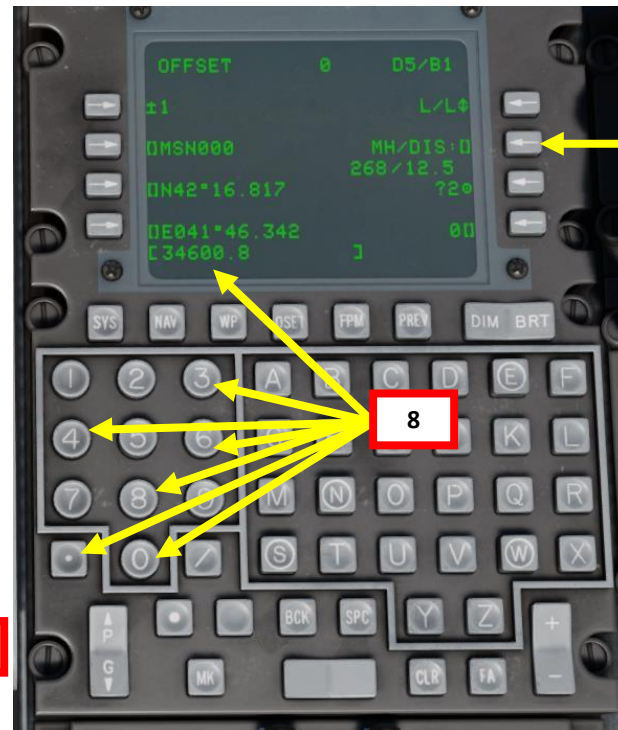 OFFSET 0 D5/B1
±1 L/L
[]MSN000 MH/DIS:[]
268/12.5
[]N42°16.817 ?2
[]E041°46.342 0[]
[34600.8 ]
SYS NAV WP OSET FPM PREV DIM BRT
1 2 3 A B C D E F
8
4 5 6 K L
7 8 9 M N O P Q R
. 0 / S T U V W X
P G BCK SPC Y Z + -
MK CLR FA